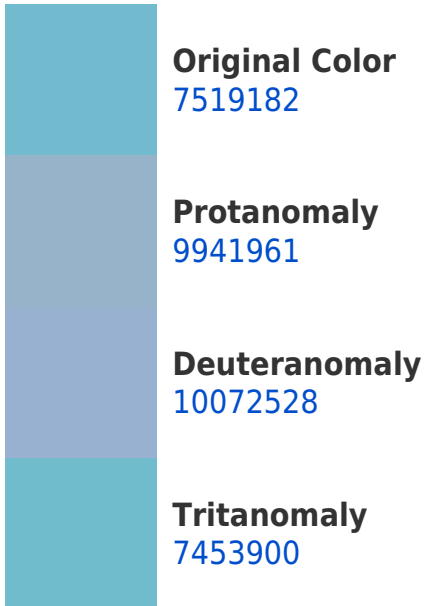 Original Color
7519182
Protanomaly
9941961
Deuteranomaly
10072528
Tritanomaly
7453900